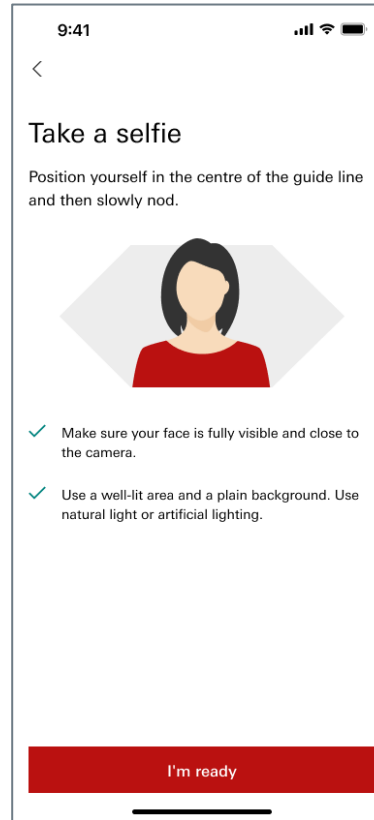 9:41
Take a selfie
Position yourself in the centre of the guide line
and then slowly nod.
Make sure your face is fully visible and close to
the camera.
Use a well-lit area and a plain background. Use
natural light or artificial lighting.
I'm ready